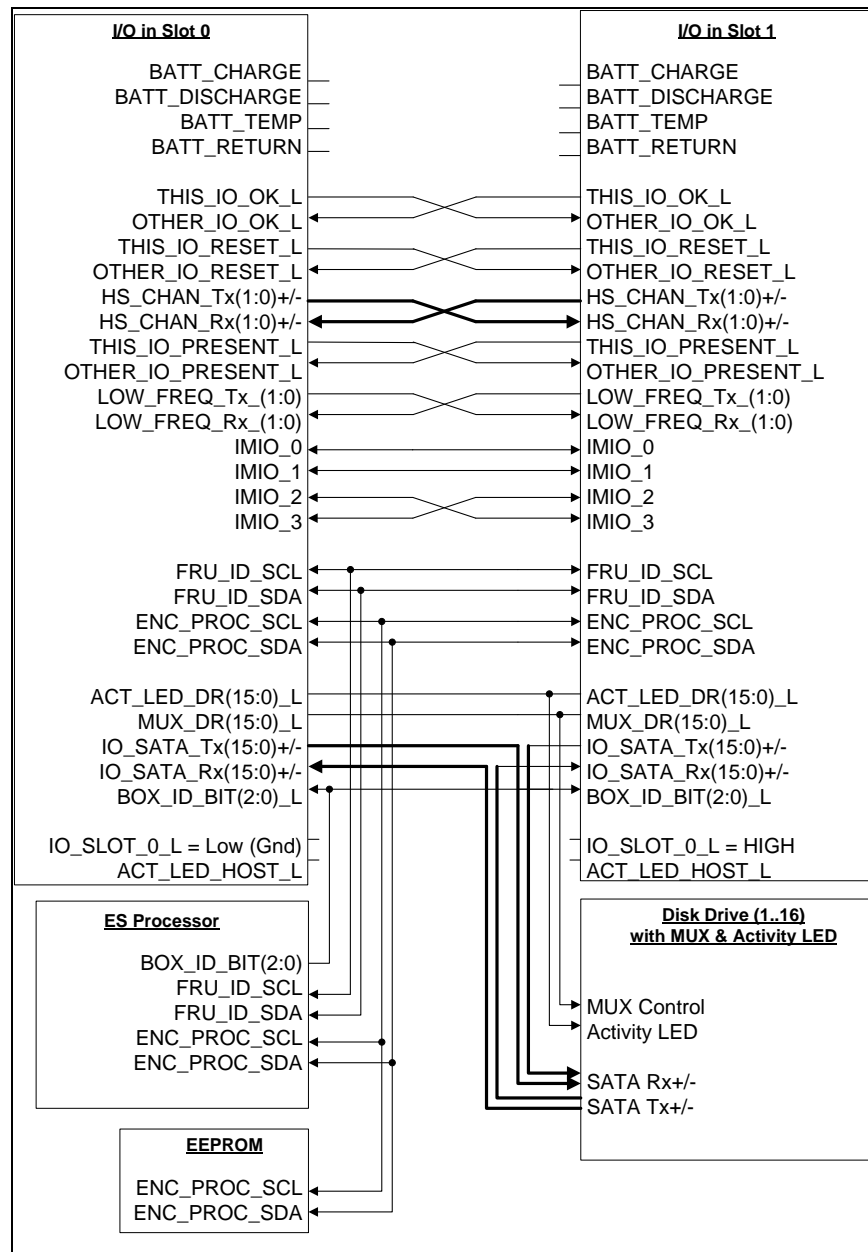 I/O in Slot 0
BATT_CHARGE
BATT_DISCHARGE
BATT_TEMP
BATT_RETURN
THIS_IO_OK_L
OTHER_IO_OK_L
THIS_IO_RESET_L
OTHER_IO_RESET_L
HS_CHAN_Tx(1:0)+/-
HS_CHAN_Rx(1:0)+/-
THIS_IO_PRESENT_L
OTHER_IO_PRESENT_L
LOW_FREQ_Tx_(1:0)
LOW_FREQ_Rx_(1:0)
IMIO_0
IMIO_1
IMIO_2
IMIO_3
FRU_ID_SCL
FRU_ID_SDA
ENC_PROC_SCL
ENC_PROC_SDA
ACT_LED_DR(15:0)_L
MUX_DR(15:0)_L
IO_SATA_Tx(15:0)+/-
IO_SATA_Rx(15:0)+/-
BOX_ID_BIT(2:0)_L
IO_SLOT_0_L = Low (Gnd)
ACT_LED_HOST_L
I/O in Slot 1
BATT_CHARGE
BATT_DISCHARGE
BATT_TEMP
BATT_RETURN
THIS_IO_OK_L
OTHER_IO_OK_L
THIS_IO_RESET_L
OTHER_IO_RESET_L
HS_CHAN_Tx(1:0)+/-
HS_CHAN_Rx(1:0)+/-
THIS_IO_PRESENT_L
OTHER_IO_PRESENT_L
LOW_FREQ_Tx_(1:0)
LOW_FREQ_Rx_(1:0)
IMIO_0
IMIO_1
IMIO_2
IMIO_3
FRU_ID_SCL
FRU_ID_SDA
ENC_PROC_SCL
ENC_PROC_SDA
ACT_LED_DR(15:0)_L
MUX_DR(15:0)_L
IO_SATA_Tx(15:0)+/-
IO_SATA_Rx(15:0)+/-
BOX_ID_BIT(2:0)_L
IO_SLOT_0_L = HIGH
ACT_LED_HOST_L
ES Processor
BOX_ID_BIT(2:0)
FRU_ID_SCL
FRU_ID_SDA
ENC_PROC_SCL
ENC_PROC_SDA
Disk Drive (1..16)
with MUX & Activity LED
MUX Control
Activity LED
SATA Rx+/-
SATA Tx+/-
EEPROM
ENC_PROC_SCL
ENC_PROC_SDA